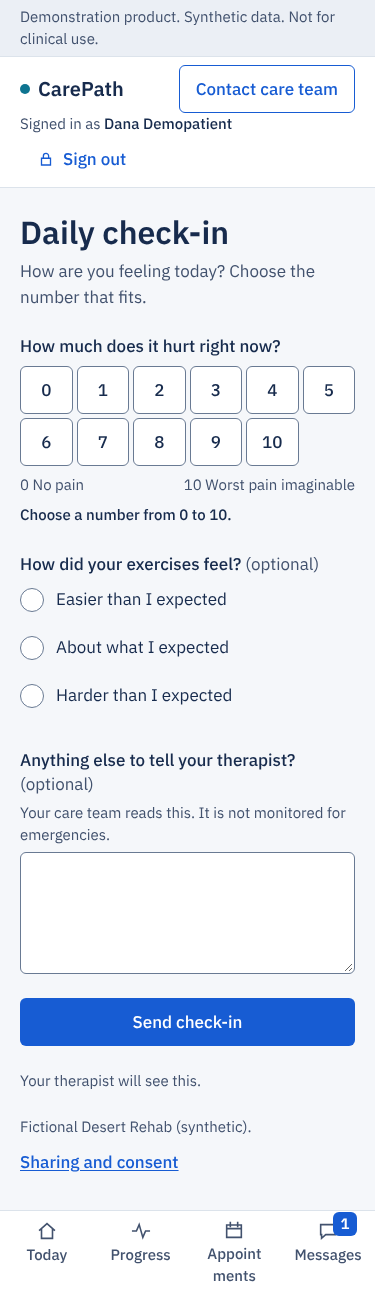 Demonstration product. Synthetic data. Not for
clinical use.
CarePath
Contact care team
Signed in as Dana Demopatient
Sign out
Daily check-in
How are you feeling today? Choose the
number that fits.
How much does it hurt right now?
0 1 2 3 4 5
6 7 8 9 10
0 No pain 10 Worst pain imaginable
Choose a number from 0 to 10.
How did your exercises feel? (optional)
Easier than I expected
About what I expected
Harder than I expected
Anything else to tell your therapist?
(optional)
Your care team reads this. It is not monitored for
emergencies.
Send check-in
Your therapist will see this.
Fictional Desert Rehab (synthetic).
Sharing and consent
1
Today Progress Appoint Messages
ments